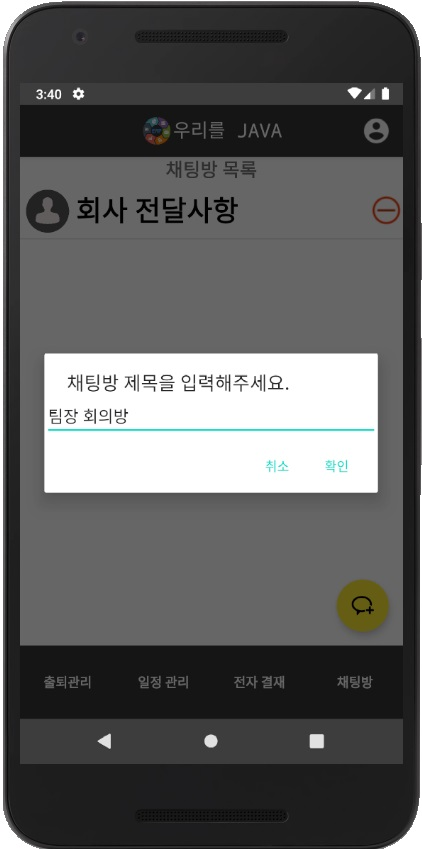 3:40
우리를 JAVA
채팅방 목록
회사 전달사항
채팅방 제목을 입력해주세요.
팀장 회의방
취소 확인
출퇴관리 일정 관리 전자 결재 채팅방